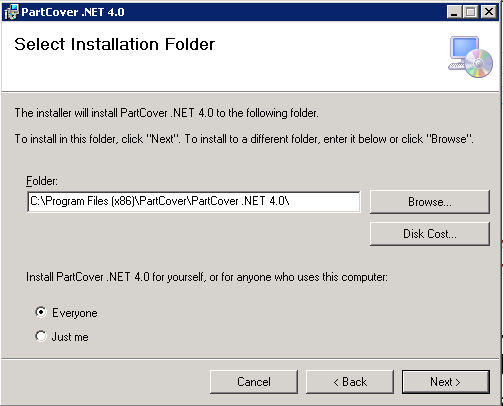 PartCover .NET 4.0
Select Installation Folder
The installer will install PartCover .NET 4.0 to the following folder.
To install in this folder, click "Next". To install to a different folder, enter it below or click "Browse".
Folder:
C:\Program Files (x86)\PartCover\PartCover .NET 4.0\
Browse...
Disk Cost...
Install PartCover .NET 4.0 for yourself, or for anyone who uses this computer:
Everyone
Just me
Cancel
< Back
Next >